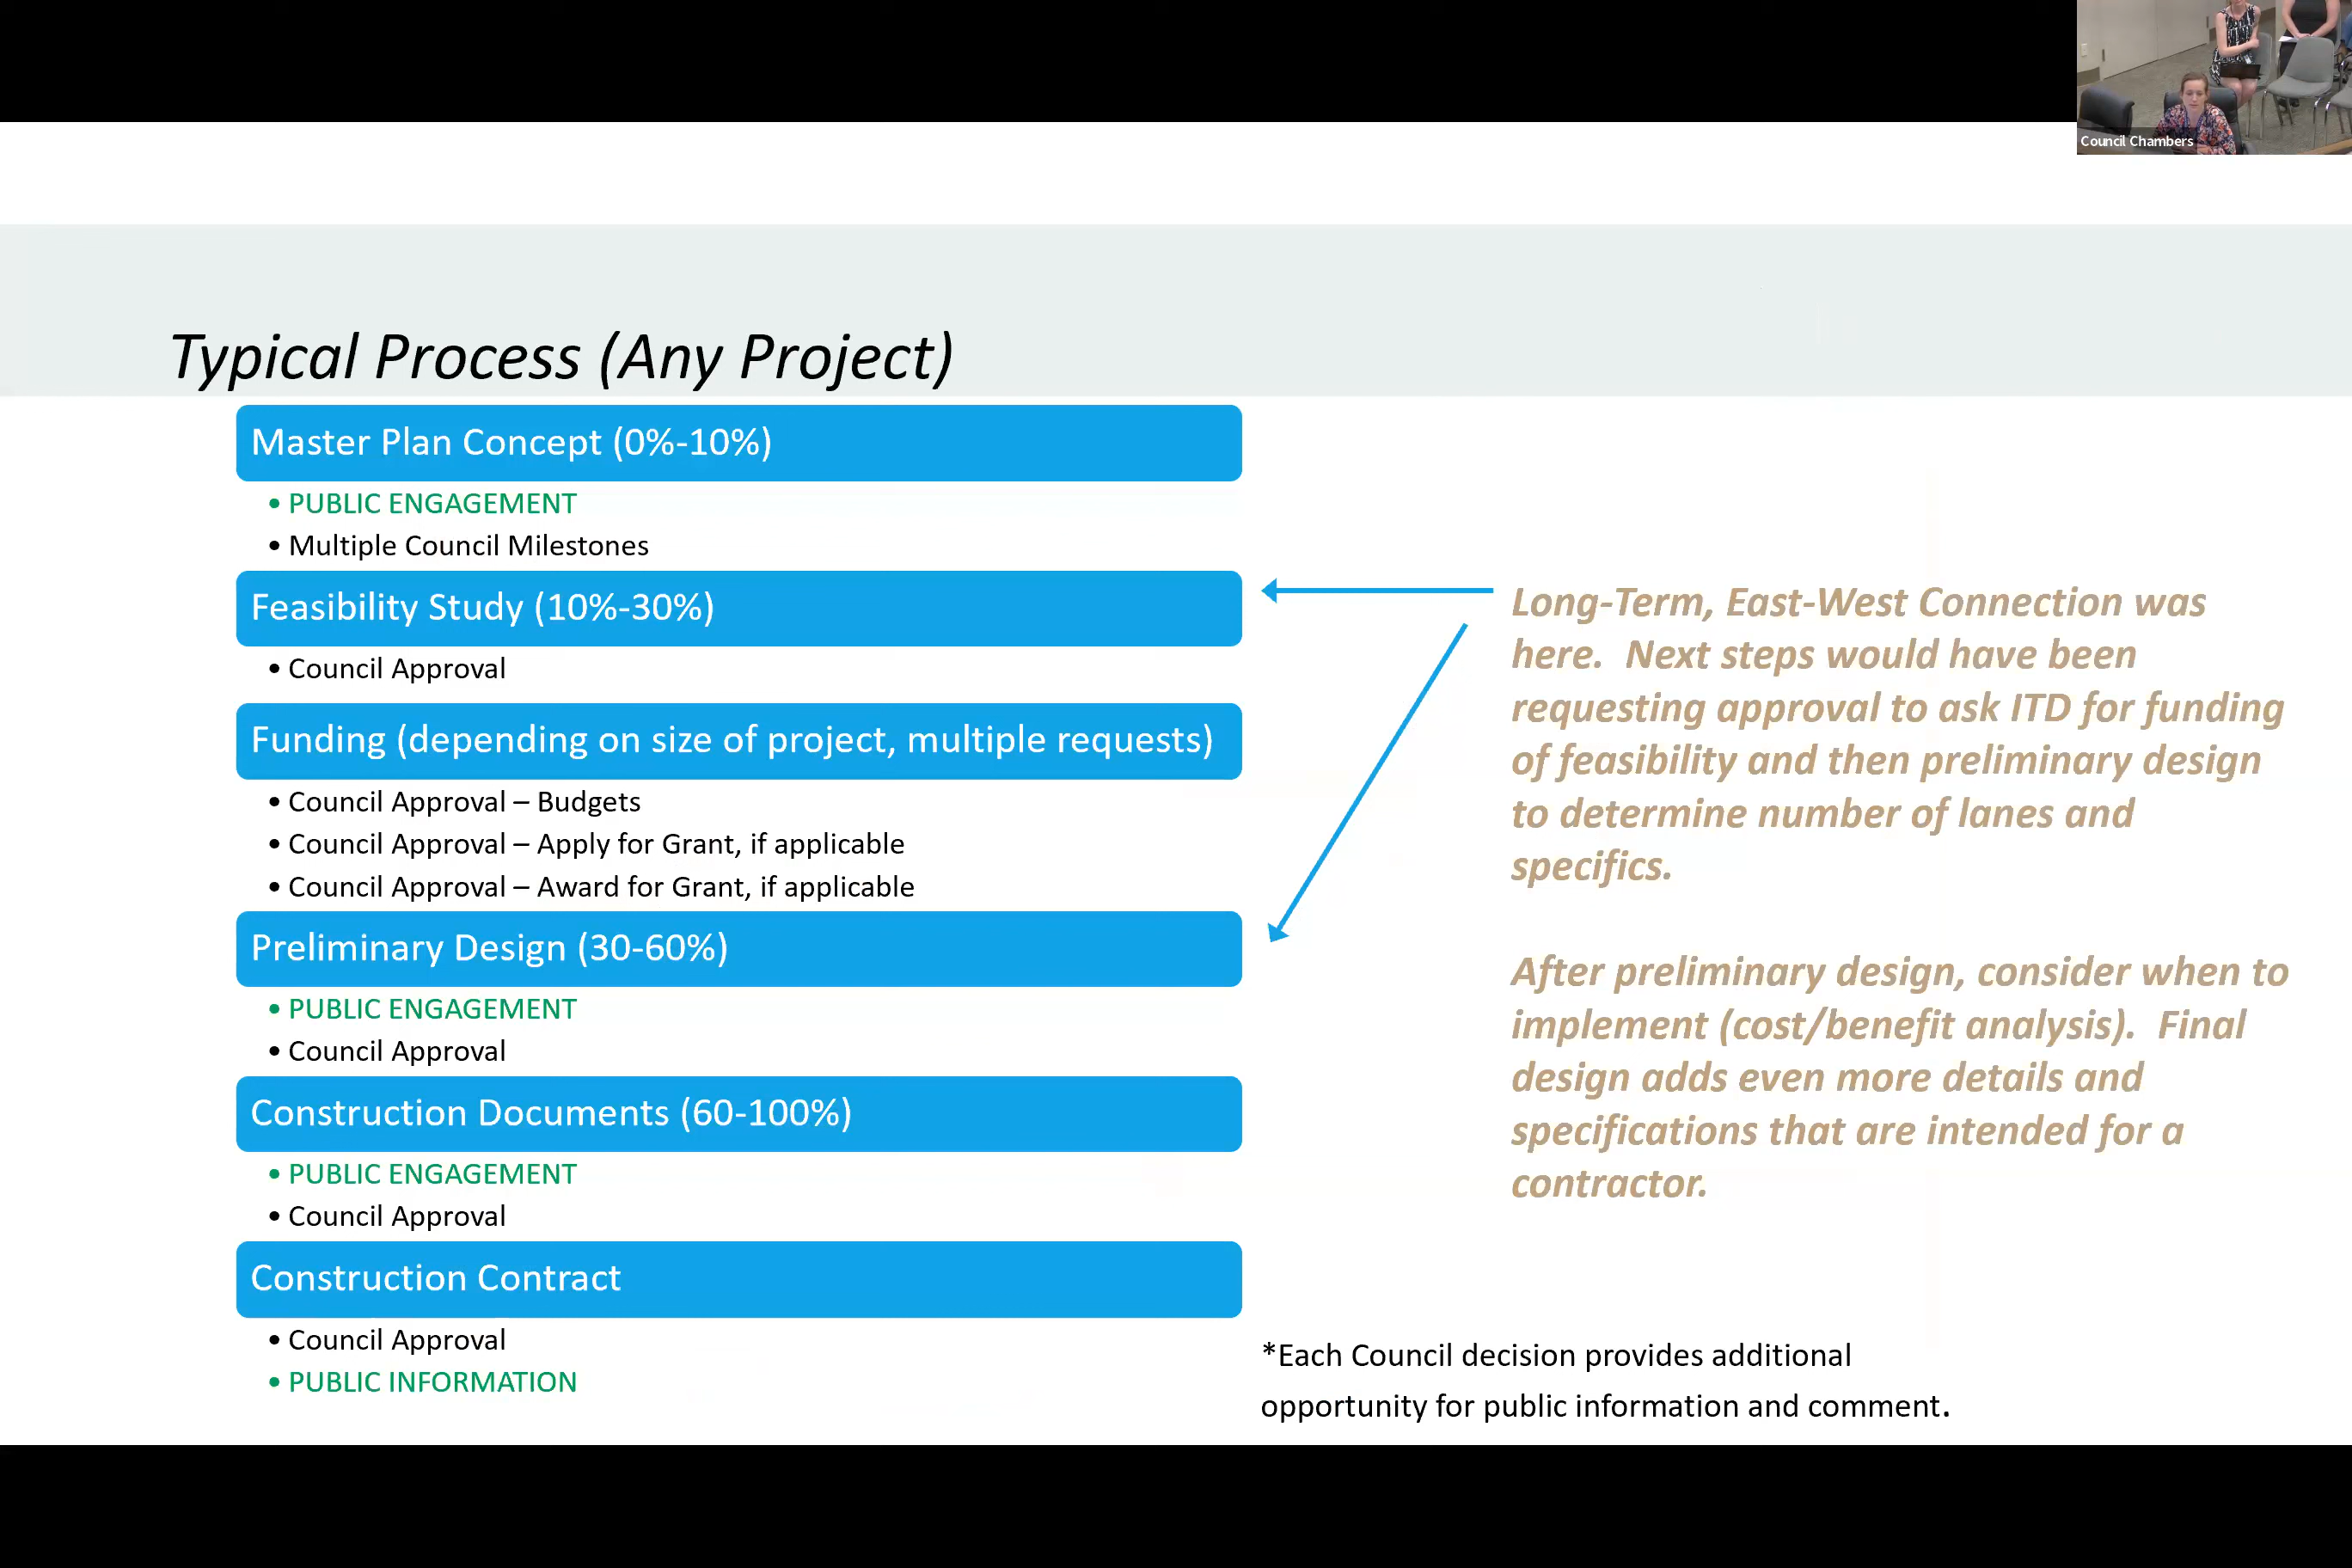 Council Chambers
Typical Process (Any Project)
Master Plan Concept (0%-10%)
• PUBLIC ENGAGEMENT
• Multiple Council Milestones
Feasibility Study (10%-30%)
• Council Approval
Funding (depending on size of project, multiple requests)
• Council Approval – Budgets
• Council Approval – Apply for Grant, if applicable
• Council Approval – Award for Grant, if applicable
Preliminary Design (30-60%)
• PUBLIC ENGAGEMENT
• Council Approval
Construction Documents (60-100%)
• PUBLIC ENGAGEMENT
• Council Approval
Construction Contract
• Council Approval
• PUBLIC INFORMATION
Long-Term, East-West Connection was
here.  Next steps would have been
requesting approval to ask ITD for funding
of feasibility and then preliminary design
to determine number of lanes and
specifics.
After preliminary design, consider when to
implement (cost/benefit analysis).  Final
design adds even more details and
specifications that are intended for a
contractor.
*Each Council decision provides additional
opportunity for public information and comment.